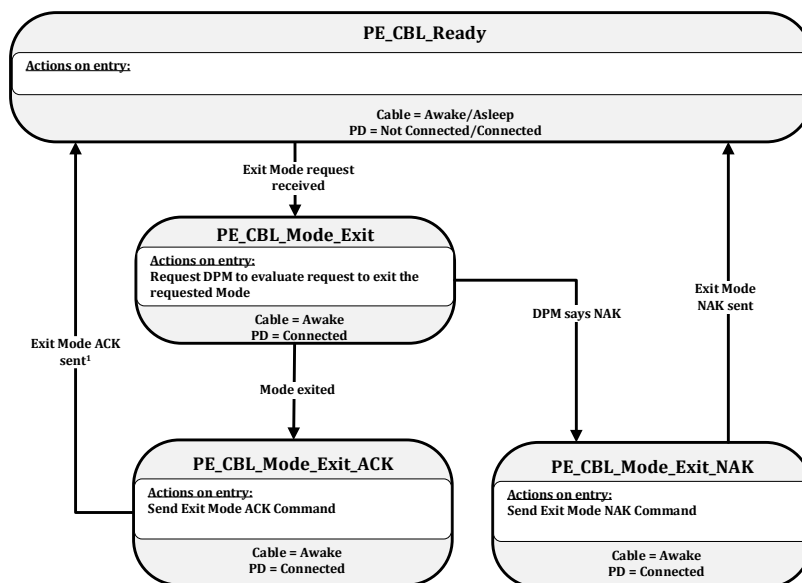 PE_CBL_Ready
Actions on entry:
Cable = Awake/Asleep
PD = Not Connected/Connected
Exit Mode request
received
PE_CBL_Mode_Exit
Actions on entry:
Request DPM to evaluate request to exit the
requested Mode
Cable = Awake
PD = Connected
Exit Mode
NAK sent
DPM says NAK
Exit Mode ACK
sent¹
Mode exited
PE_CBL_Mode_Exit_ACK
Actions on entry:
Send Exit Mode ACK Command
Cable = Awake
PD = Connected
PE_CBL_Mode_Exit_NAK
Actions on entry:
Send Exit Mode NAK Command
Cable = Awake
PD = Connected